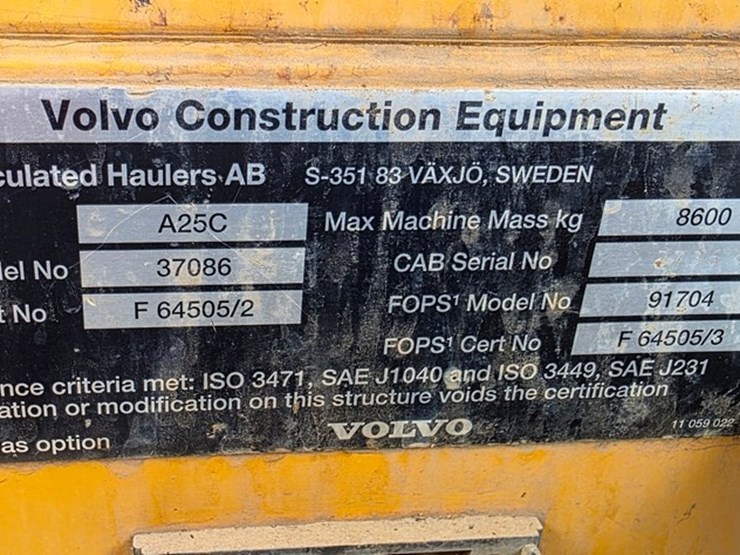 Volvo Construction Equipment
culated Haulers AB S-351 83 VÄXJÖ, SWEDEN
A25C Max Machine Mass kg 8600
el No 37086 CAB Serial No
t No F 64505/2 FOPS¹ Model No 91704
FOPS¹ Cert No F 64505/3
nce criteria met: ISO 3471, SAE J1040 and ISO 3449, SAE J231
ation or modification on this structure voids the certification
as option VOLVO 11 059 022